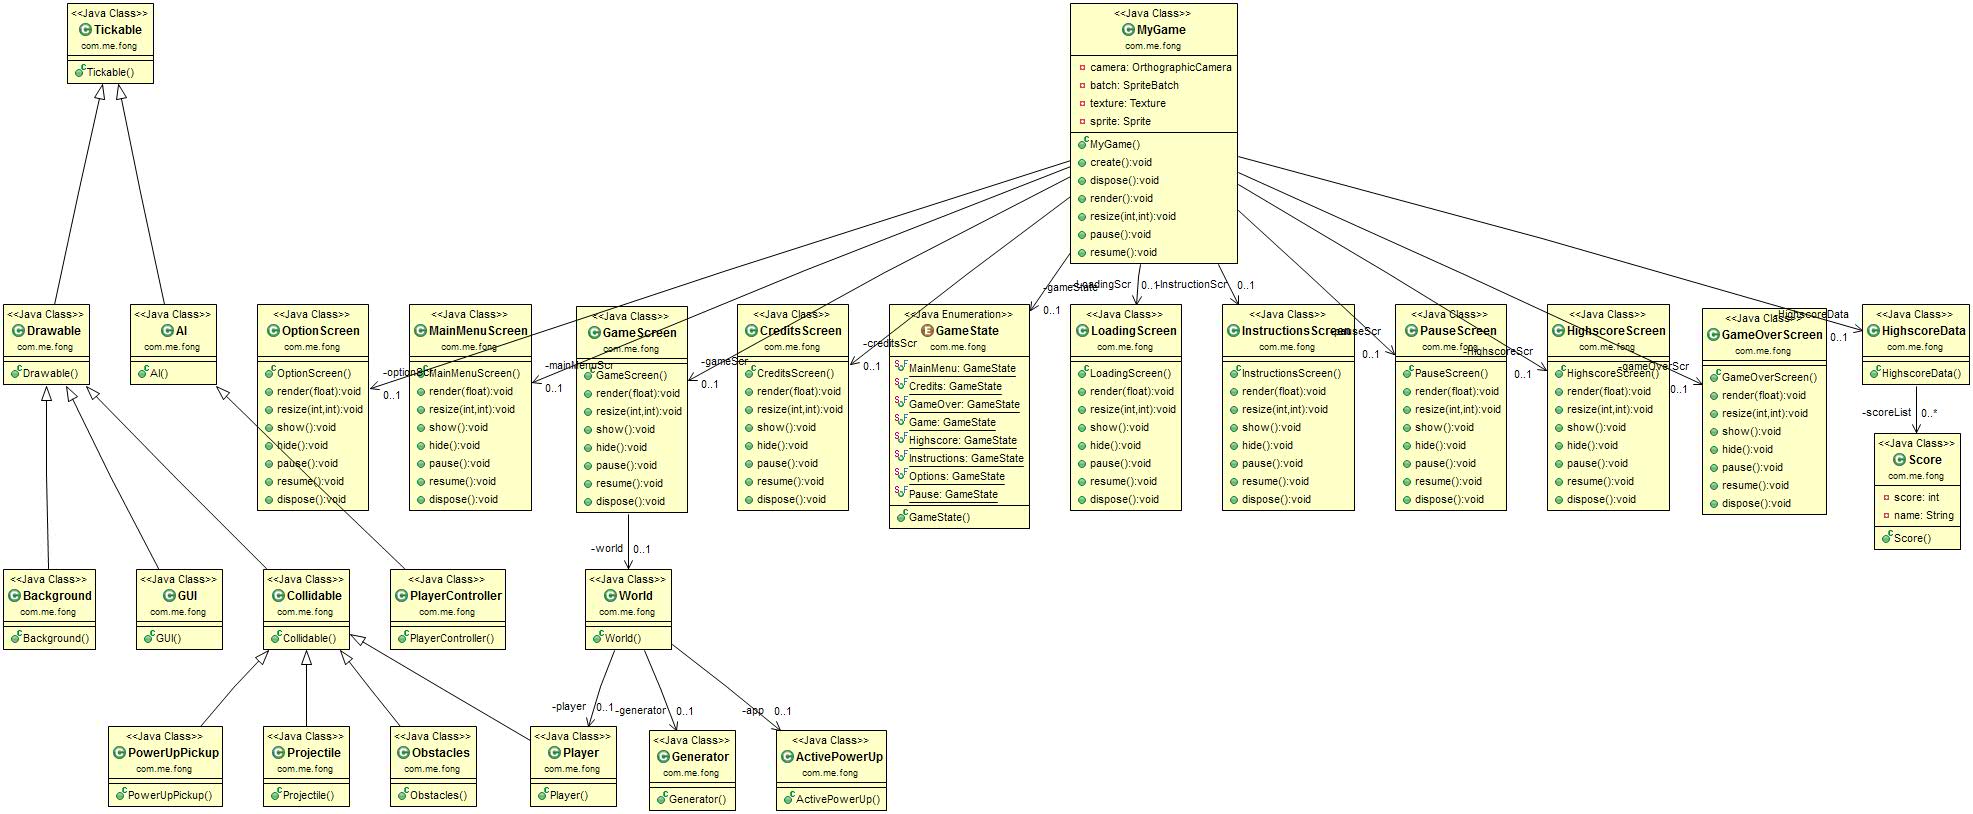 <<Java Class>>
Tickable
com.me.fong
Tickable()
<<Java Class>>
MyGame
com.me.fong
camera: OrthographicCamera
batch: SpriteBatch
texture: Texture
sprite: Sprite
MyGame()
create():void
dispose():void
render():void
resize(int,int):void
pause():void
resume():void
<<Java Class>>
Drawable
com.me.fong
Drawable()
<<Java Class>>
AI
com.me.fong
AI()
<<Java Class>>
OptionScreen
com.me.fong
OptionScreen()
render(float):void
resize(int,int):void
show():void
hide():void
pause():void
resume():void
dispose():void
-optionScr
0..1
<<Java Class>>
MainMenuScreen
com.me.fong
MainMenuScreen()
render(float):void
resize(int,int):void
show():void
hide():void
pause():void
resume():void
dispose():void
-mainMenuScr
0..1
<<Java Class>>
GameScreen
com.me.fong
GameScreen()
render(float):void
resize(int,int):void
show():void
hide():void
pause():void
resume():void
dispose():void
-gameScr
0..1
<<Java Class>>
CreditsScreen
com.me.fong
CreditsScreen()
render(float):void
resize(int,int):void
show():void
hide():void
pause():void
resume():void
dispose():void
-creditsScr
0..1
<<Java Enumeration>>
GameState
com.me.fong
MainMenu: GameState
Credits: GameState
GameOver: GameState
Game: GameState
Highscore: GameState
Instructions: GameState
Options: GameState
Pause: GameState
GameState()
-gameState
0..1
<<Java Class>>
LoadingScreen
com.me.fong
LoadingScreen()
render(float):void
resize(int,int):void
show():void
hide():void
pause():void
resume():void
dispose():void
-LoadingScr
0..1
<<Java Class>>
InstructionsScreen
com.me.fong
InstructionsScreen()
render(float):void
resize(int,int):void
show():void
hide():void
pause():void
resume():void
dispose():void
-InstructionScr
0..1
<<Java Class>>
PauseScreen
com.me.fong
PauseScreen()
render(float):void
resize(int,int):void
show():void
hide():void
pause():void
resume():void
dispose():void
-pauseScr
0..1
<<Java Class>>
HighscoreScreen
com.me.fong
HighscoreScreen()
render(float):void
resize(int,int):void
show():void
hide():void
pause():void
resume():void
dispose():void
-HighscoreScr
0..1
<<Java Class>>
GameOverScreen
com.me.fong
GameOverScreen()
render(float):void
resize(int,int):void
show():void
hide():void
pause():void
resume():void
dispose():void
-gameOverScr
0..1
<<Java Class>>
HighscoreData
com.me.fong
HighscoreData()
-HighscoreData
0..1
-scoreList
0..*
<<Java Class>>
Score
com.me.fong
score: int
name: String
Score()
<<Java Class>>
Background
com.me.fong
Background()
<<Java Class>>
GUI
com.me.fong
GUI()
<<Java Class>>
Collidable
com.me.fong
Collidable()
<<Java Class>>
PlayerController
com.me.fong
PlayerController()
-world
0..1
<<Java Class>>
World
com.me.fong
World()
-player
0..1
-generator
0..1
-app
0..1
<<Java Class>>
PowerUpPickup
com.me.fong
PowerUpPickup()
<<Java Class>>
Projectile
com.me.fong
Projectile()
<<Java Class>>
Obstacles
com.me.fong
Obstacles()
<<Java Class>>
Player
com.me.fong
Player()
<<Java Class>>
Generator
com.me.fong
Generator()
<<Java Class>>
ActivePowerUp
com.me.fong
ActivePowerUp()